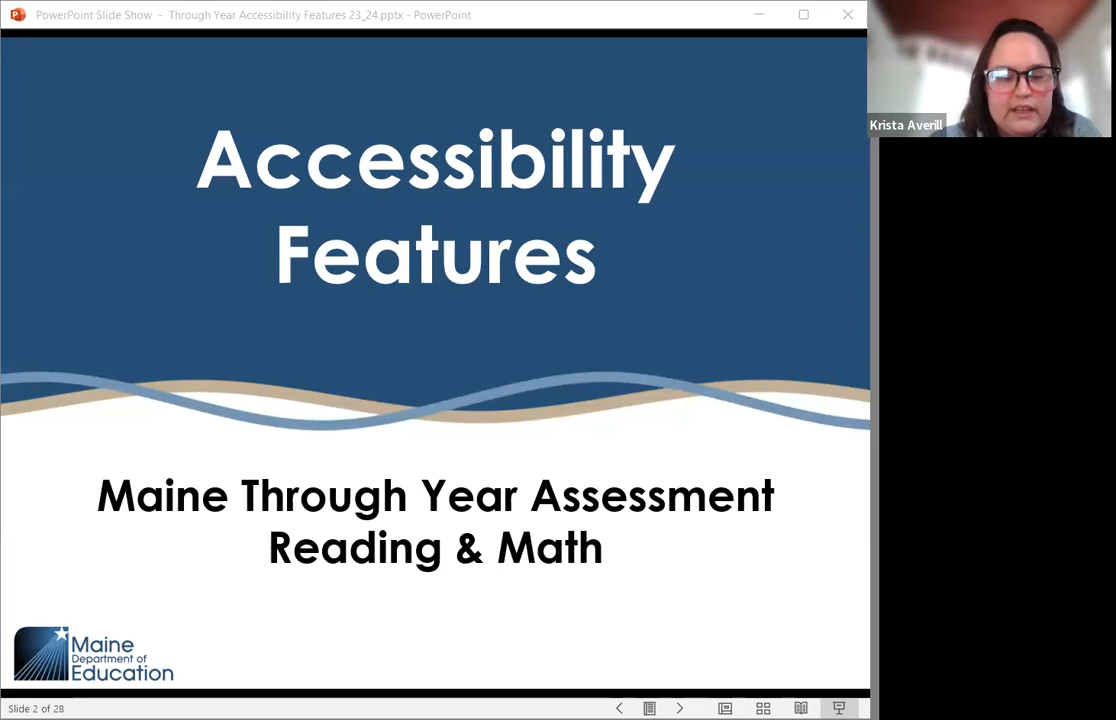 PowerPoint Slide Show - Through Year Accessibility Features 23_24.pptx - PowerPoint
Krista Averill
Accessibility
Features
Maine Through Year Assessment
Reading & Math
Maine
Department of
Education
Slide 2 of 28